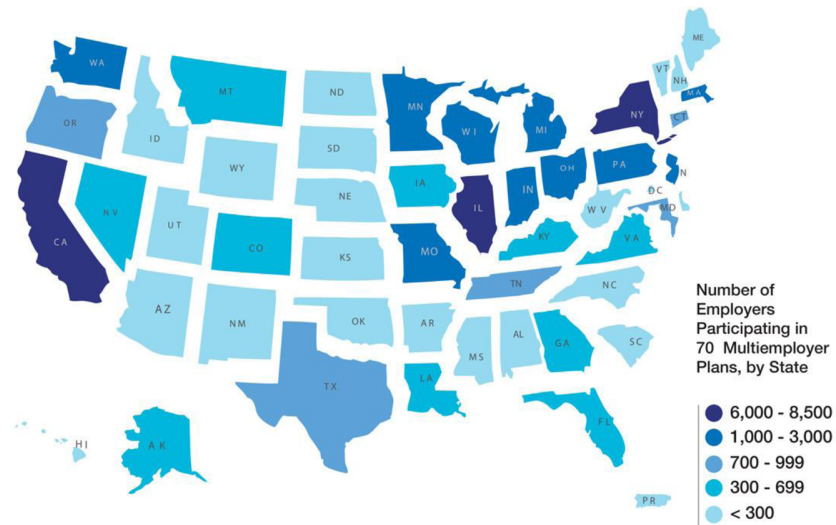 ME
WA
VT
NH
MT
ND
MN
MA
OR
NY
CT
WI
MI
ID
SD
WY
PA
OH
N
IA
NE
IN
DC
IL
MD
NV
UT
WV
CO
KY
VA
CA
KS
MO
TN
NC
AZ
OK
AR
NM
SC
AL
GA
MS
TX
LA
FL
HI
AK
PR
Number of
Employers
Participating in
70 Multiemployer
Plans, by State
6,000 - 8,500
1,000 - 3,000
700 - 999
300 - 699
< 300